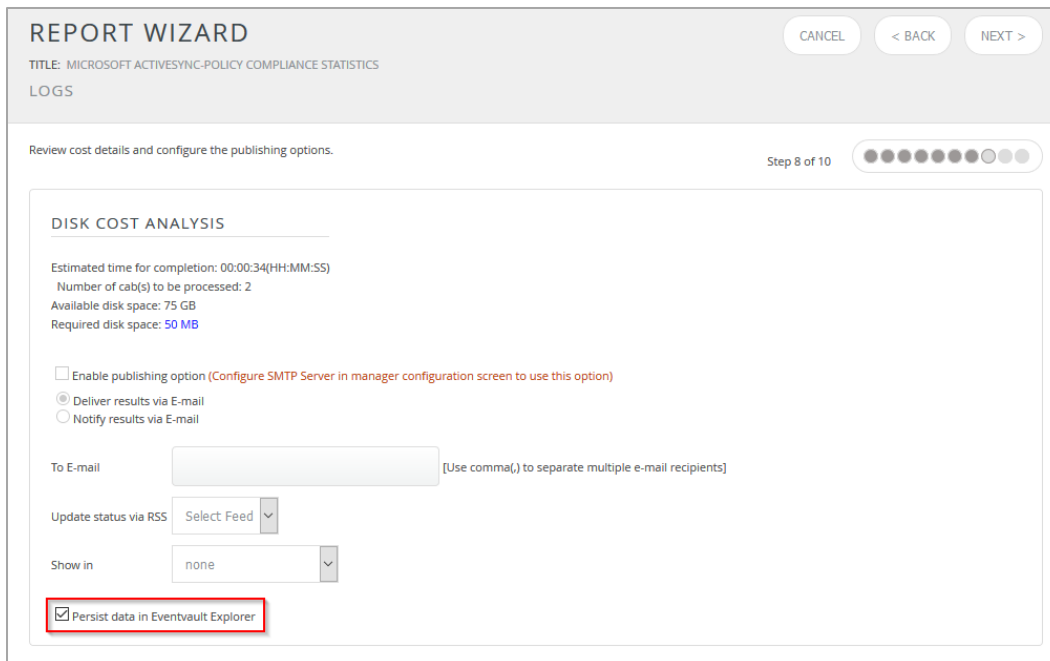 REPORT WIZARD
CANCEL
< BACK
NEXT >
TITLE: MICROSOFT ACTIVESYNC-POLICY COMPLIANCE STATISTICS
LOGS
Review cost details and configure the publishing options.
Step 8 of 10
DISK COST ANALYSIS
Estimated time for completion: 00:00:34(HH:MM:SS)
Number of cab(s) to be processed: 2
Available disk space: 75 GB
Required disk space: 50 MB
Enable publishing option (Configure SMTP Server in manager configuration screen to use this option)
Deliver results via E-mail
Notify results via E-mail
To E-mail
[Use comma(,) to separate multiple e-mail recipients]
Update status via RSS
Select Feed
Show in
none
Persist data in Eventvault Explorer